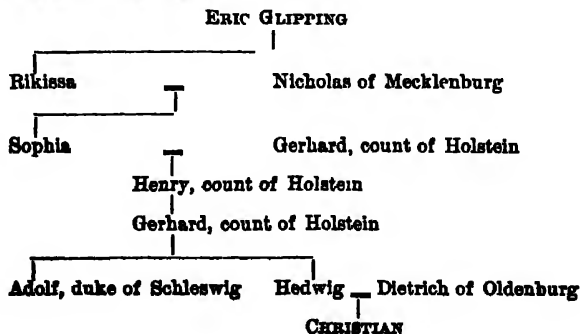 ERIC GLIPPING
Rikissa Nicholas of Mecklenburg
Sophia Gerhard, count of Holstein
Henry, count of Holstein
Gerhard, count of Holstein
Adolf, duke of Schleswig Hedwig Dietrich of Oldenburg
CHRISTIAN